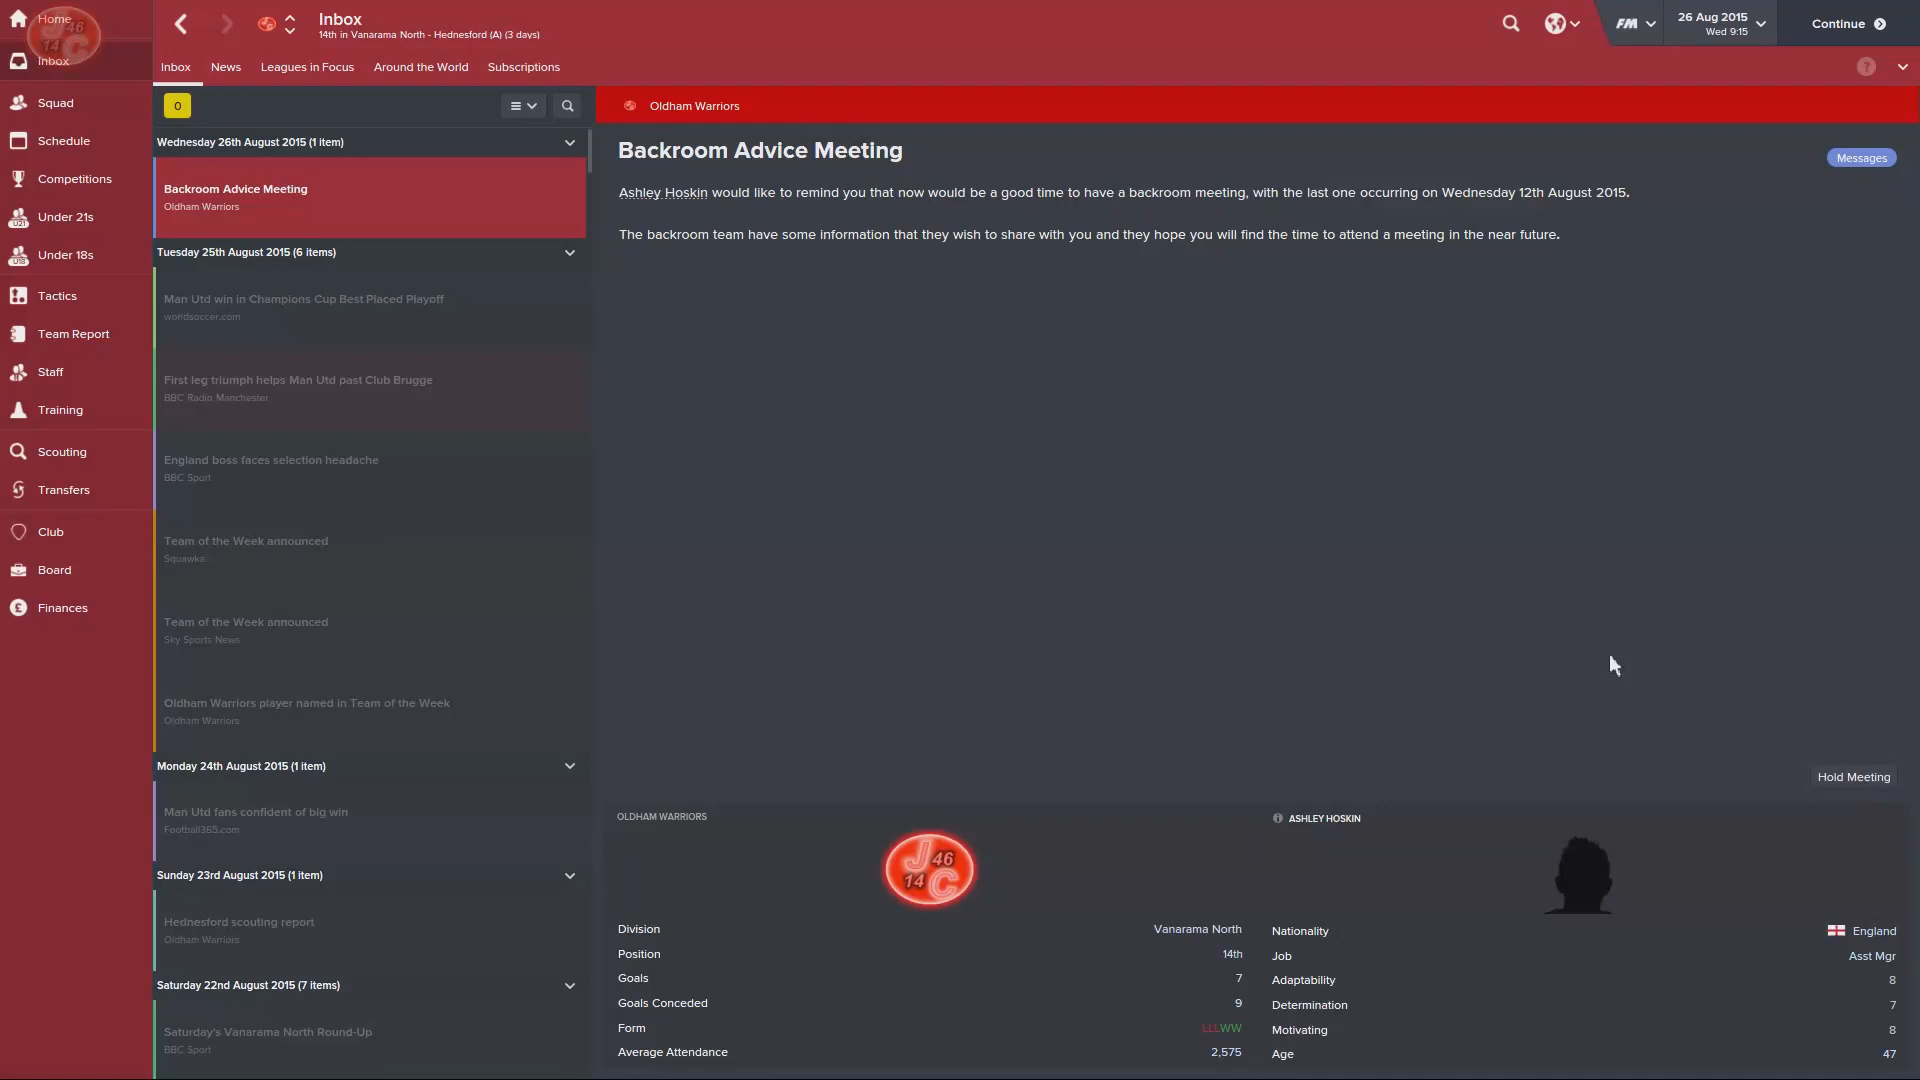 Home
Inbox
Squad
Schedule
Competitions
Under 21s
Under 18s
Tactics
Team Report
Staff
Training
Scouting
Transfers
Club
Board
Finances
Inbox
14th in Vanarama North - Hednesford (A) (3 days)
FM
26 Aug 2015
Wed 9:15
Continue
Inbox News Leagues in Focus Around the World Subscriptions
?
0
Wednesday 26th August 2015 (1 item)
Backroom Advice Meeting
Oldham Warriors
Tuesday 25th August 2015 (6 items)
Man Utd win in Champions Cup Best Placed Playoff
worldsoccer.com
First leg triumph helps Man Utd past Club Brugge
BBC Radio Manchester
England boss faces selection headache
BBC Sport
Team of the Week announced
Squawka
Team of the Week announced
Sky Sports News
Oldham Warriors player named in Team of the Week
Oldham Warriors
Monday 24th August 2015 (1 item)
Man Utd fans confident of big win
Football365.com
Sunday 23rd August 2015 (1 item)
Hednesford scouting report
Oldham Warriors
Saturday 22nd August 2015 (7 items)
Saturday's Vanarama North Round-Up
BBC Sport
Oldham Warriors
Backroom Advice Meeting
Messages
Ashley Hoskin would like to remind you that now would be a good time to have a backroom meeting, with the last one occurring on Wednesday 12th August 2015.
The backroom team have some information that they wish to share with you and they hope you will find the time to attend a meeting in the near future.
Hold Meeting
OLDHAM WARRIORS
J 46
14 C
Division Vanarama North
Position 14th
Goals 7
Goals Conceded 9
Form LLLWW
Average Attendance 2,575
ASHLEY HOSKIN
Nationality England
Job Asst Mgr
Adaptability 8
Determination 7
Motivating 8
Age 47